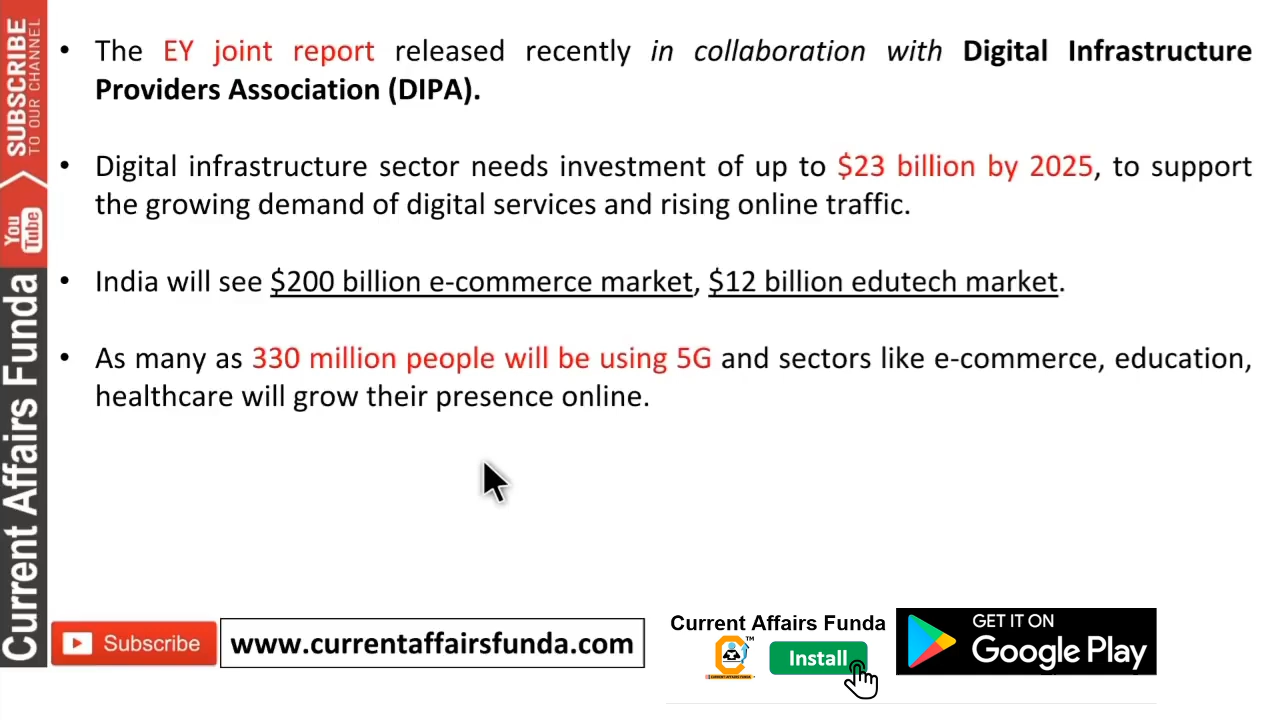 SUBSCRIBE
TO OUR CHANNEL
You
Tube
Current Affairs Funda
• The EY joint report released recently in collaboration with Digital Infrastructure
Providers Association (DIPA).
• Digital infrastructure sector needs investment of up to $23 billion by 2025, to support
the growing demand of digital services and rising online traffic.
• India will see $200 billion e-commerce market, $12 billion edutech market.
• As many as 330 million people will be using 5G and sectors like e-commerce, education,
healthcare will grow their presence online.
Subscribe
www.currentaffairsfunda.com
Current Affairs Funda
TM
CURRENT AFFAIRS FUNDA
Install
GET IT ON
Google Play